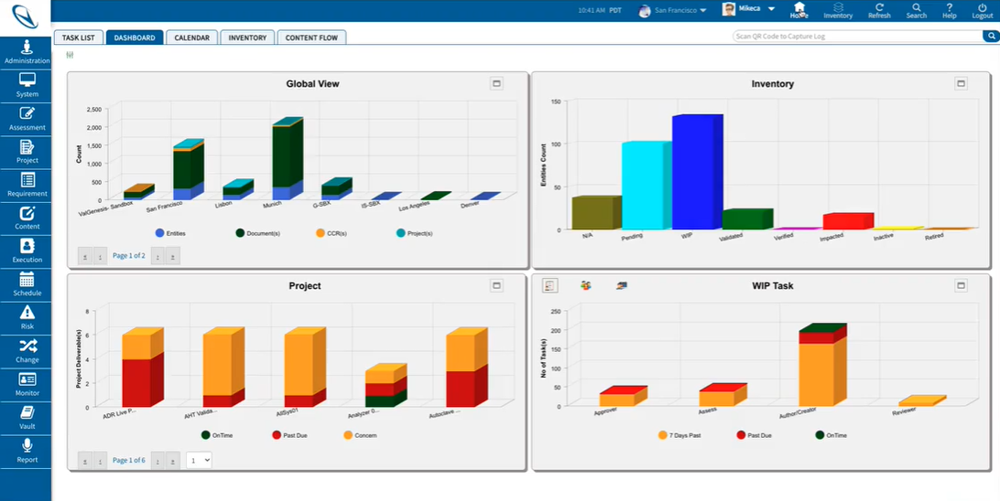 10:41 AM PDT San Francisco Mikeca Home Inventory Refresh Search Help Logout
TASK LIST DASHBOARD CALENDAR INVENTORY CONTENT FLOW
Scan QR Code to Capture Log
Administration
System
Assessment
Project
Requirement
Content
Execution
Schedule
Risk
Change
Monitor
Vault
Report
Global View
Count
2,500
2,000
1,500
1,000
500
0
ValGenesis- Sandbox San Francisco Lisbon Munich G-SBX IS-SBX Los Angeles Denver
Entities Document(s) CCR(s) Project(s)
Page 1 of 2
Inventory
Entities Count
150
100
50
0
N/A Pending WIP Validated Verified Impacted Inactive Retired
Project
Project Deliverable(s)
8
6
4
2
0
ADR Live P... AHT Valida... AllSys01 Analyzer 0... Autoclave ...
OnTime Past Due Concern
Page 1 of 6 1
WIP Task
No of Task(s)
250
200
150
100
50
0
Approver Assess Author/Creator Reviewer
7 Days Past Past Due OnTime